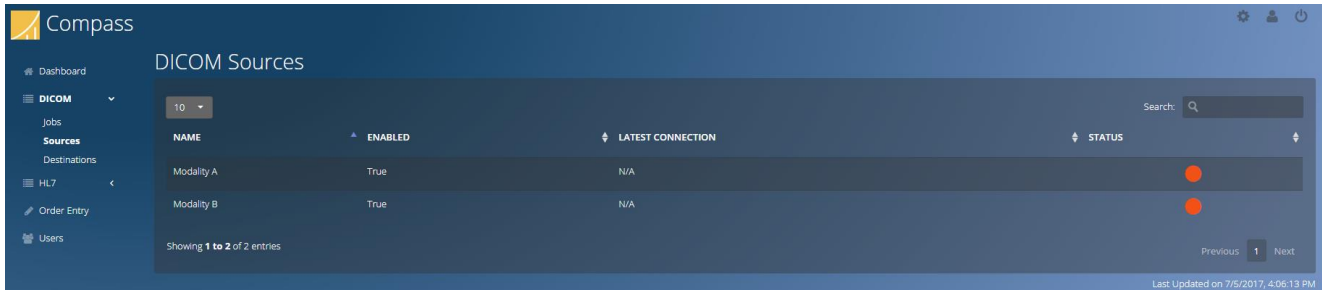 Compass
Dashboard
DICOM
Jobs
Sources
Destinations
HL7
Order Entry
Users
DICOM Sources
10
Search:
NAME ENABLED LATEST CONNECTION STATUS
Modality A True N/A
Modality B True N/A
Showing 1 to 2 of 2 entries
Previous 1 Next
Last Updated on 7/5/2017, 4:06:13 PM